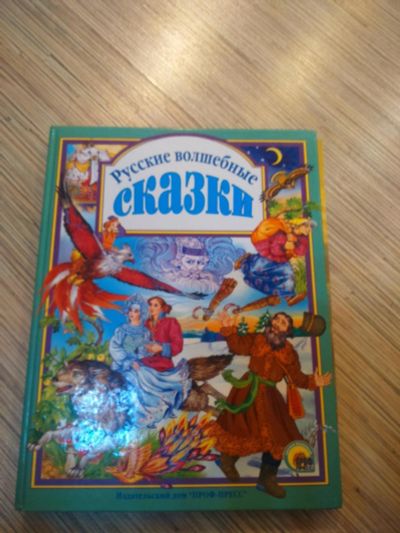 Русские волшебные
сказки
Издательский дом "ПРОФ-ПРЕСС"